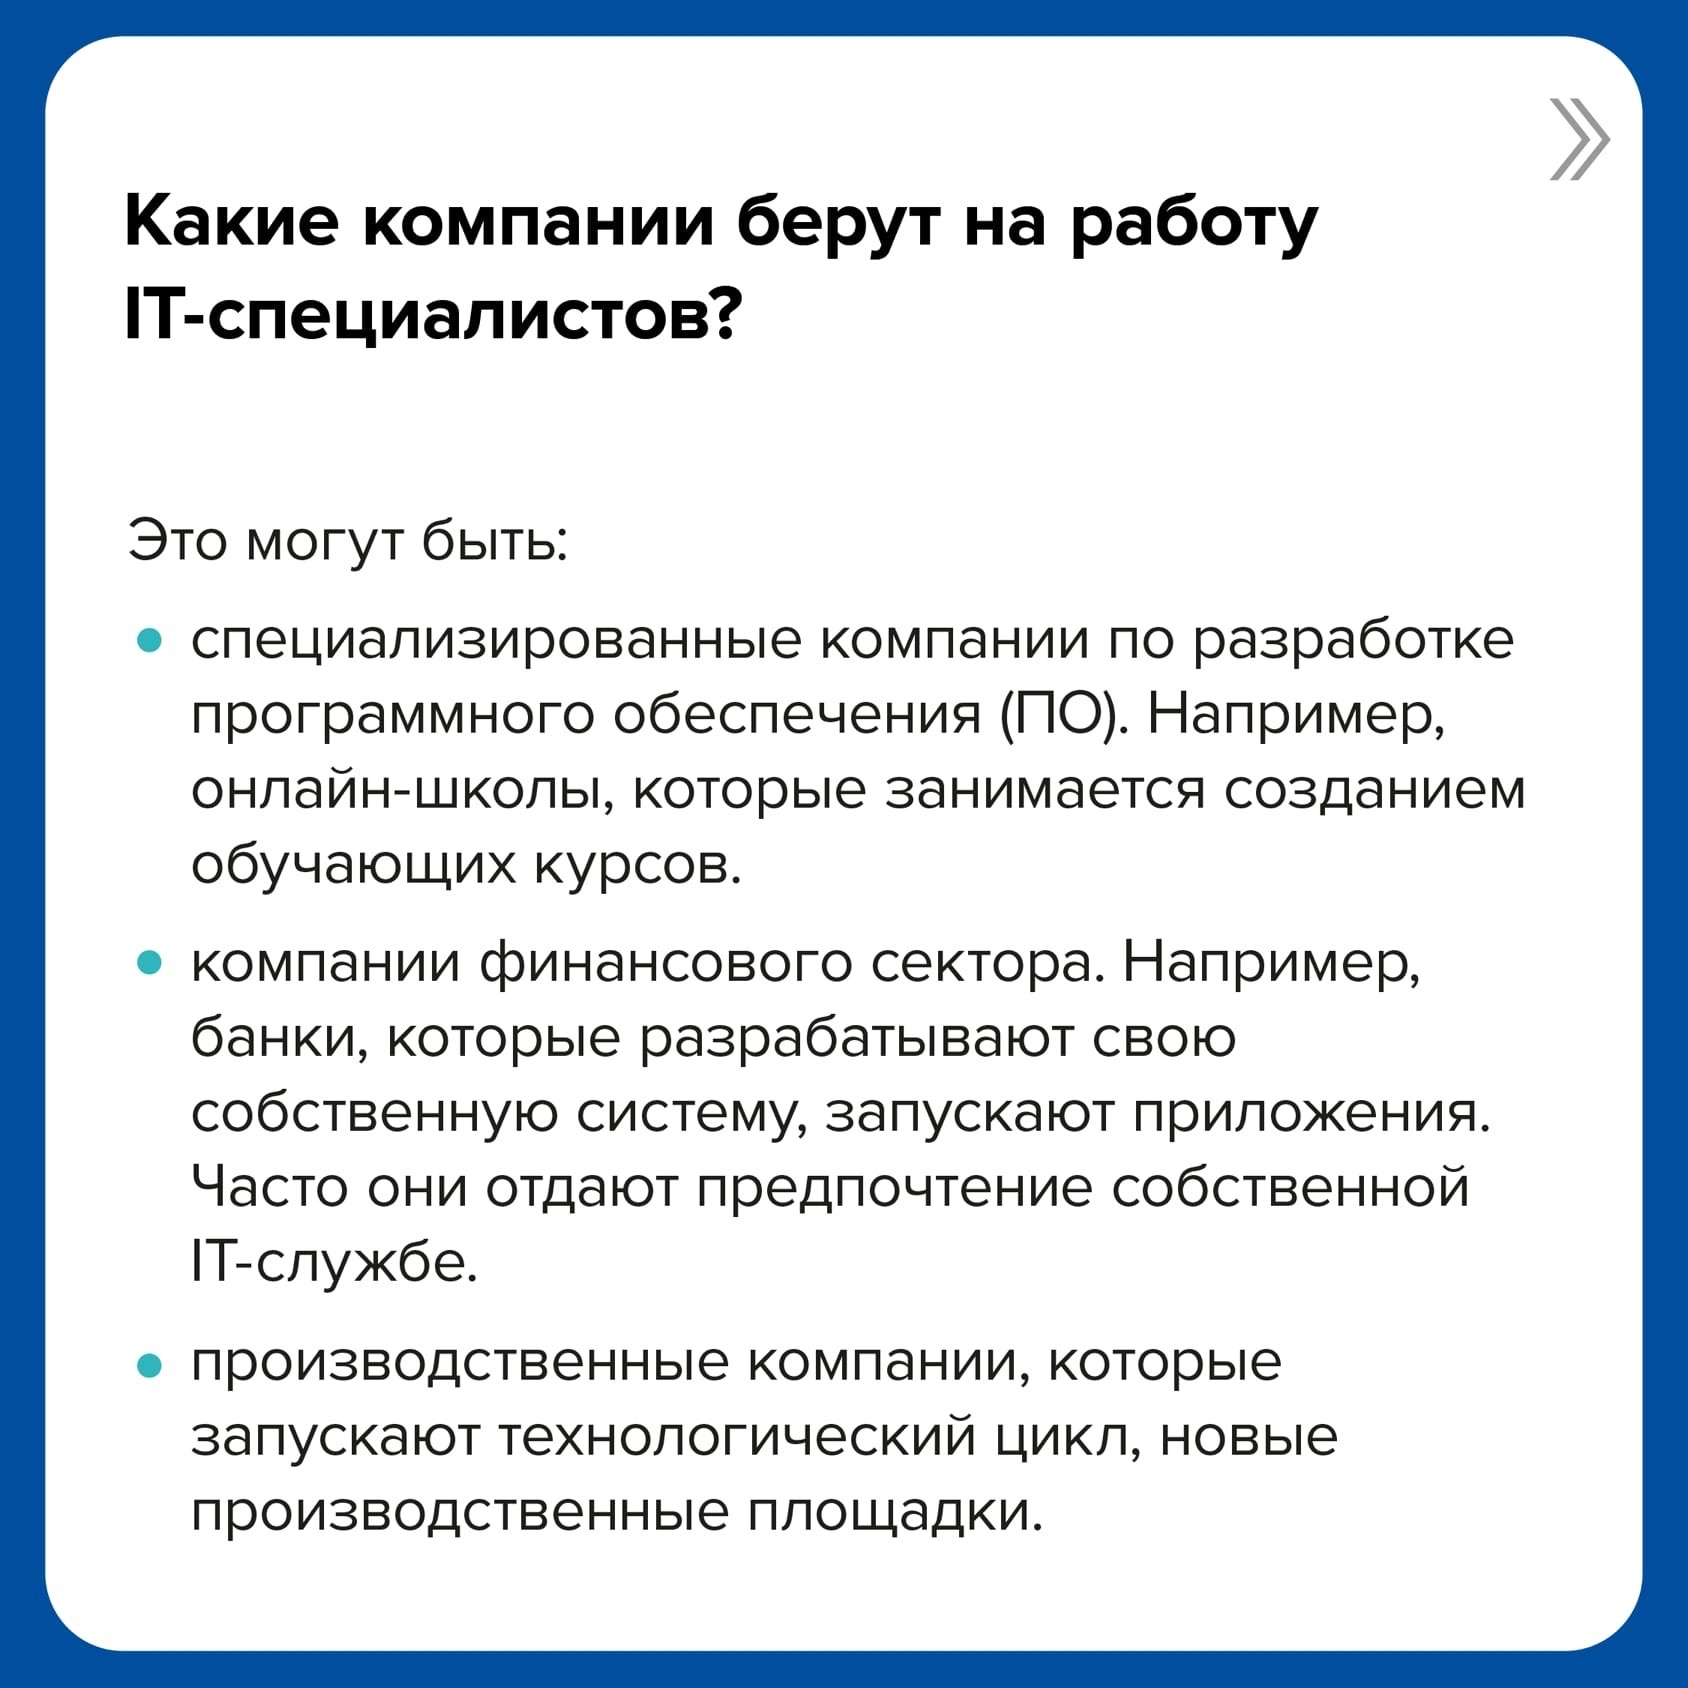 Какие компании берут на работу
IT-специалистов?
Это могут быть:
специализированные компании по разработке
программного обеспечения (ПО). Например,
онлайн-школы, которые занимается созданием
обучающих курсов.
компании финансового сектора. Например,
банки, которые разрабатывают свою
собственную систему, запускают приложения.
Часто они отдают предпочтение собственной
IT-службе.
производственные компании, которые
запускают технологический цикл, новые
производственные площадки.